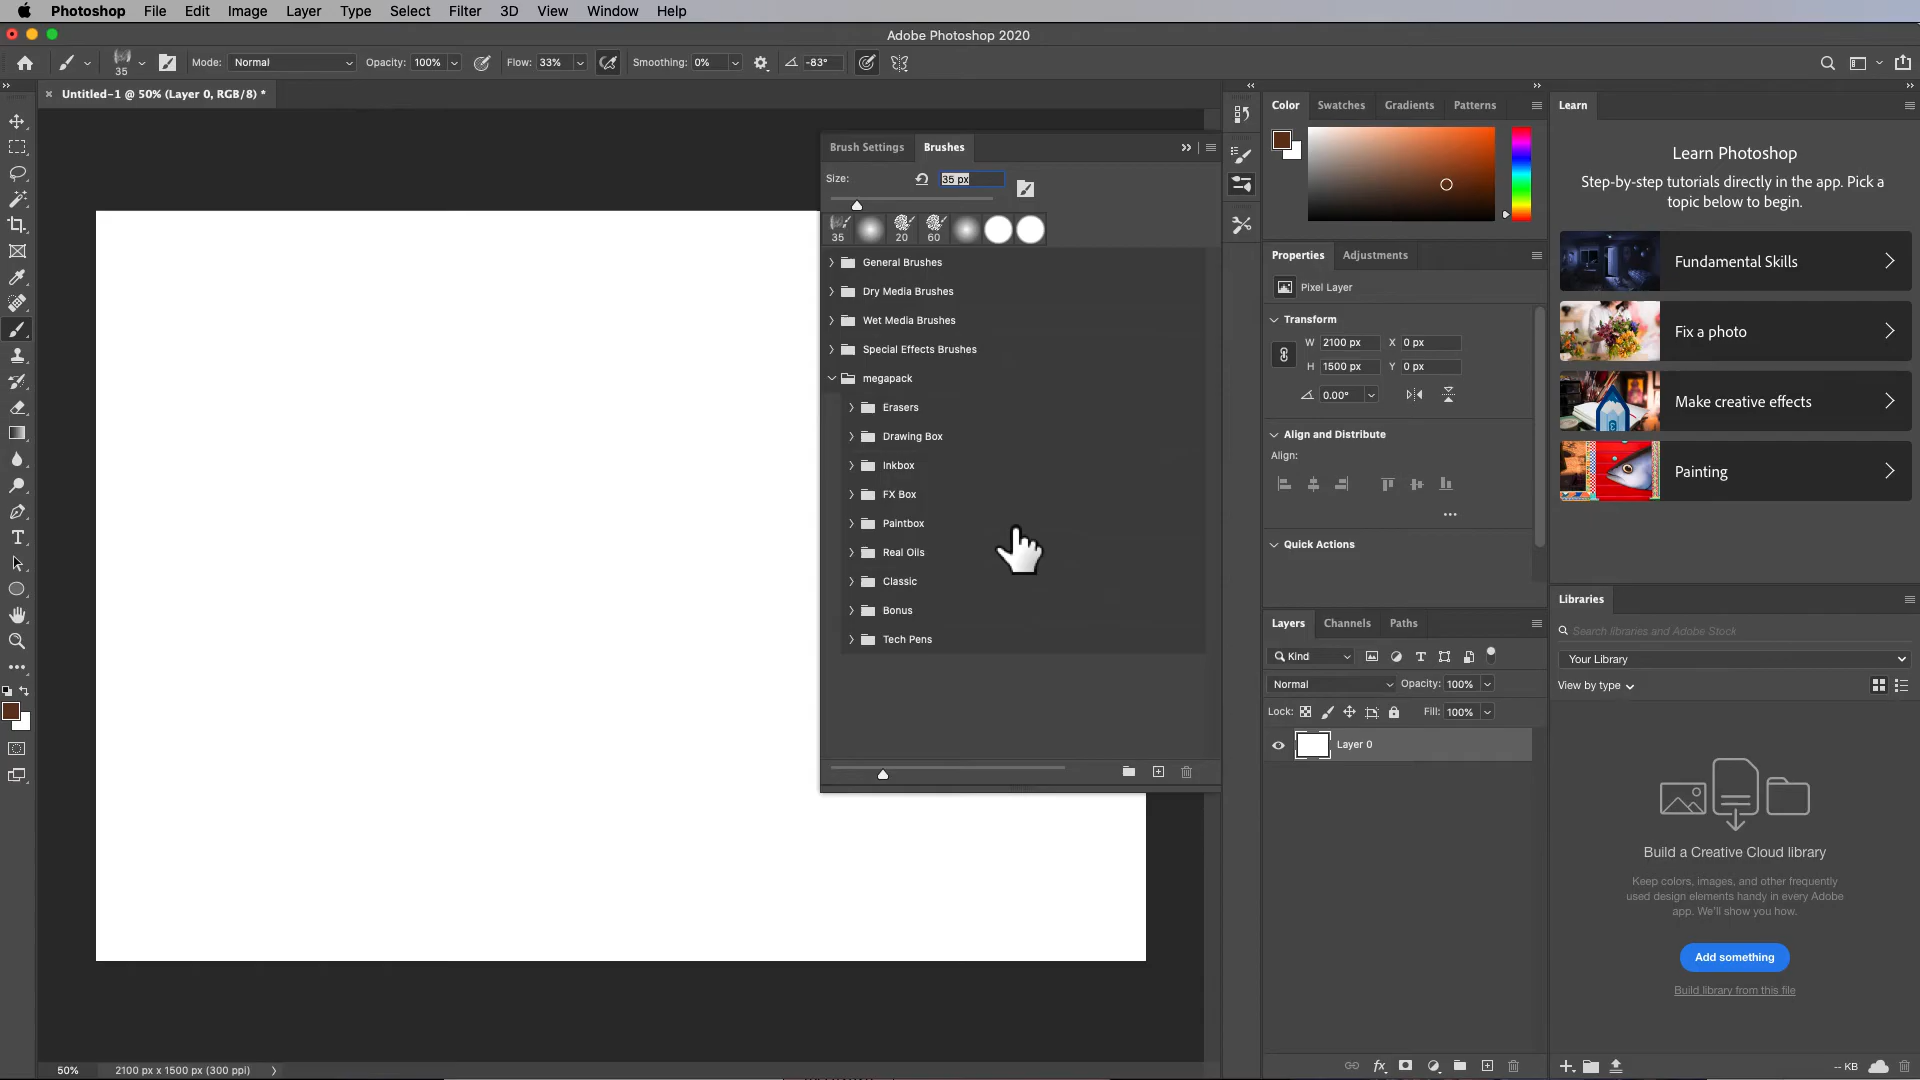 Photoshop File Edit Image Layer Type Select Filter 3D View Window Help
Adobe Photoshop 2020
35 Mode: Normal Opacity: 100% Flow: 33% Smoothing: 0% -83°
Untitled-1 @ 50% (Layer 0, RGB/8) *
Brush Settings Brushes
Size: 35 px
35 20 60
General Brushes
Dry Media Brushes
Wet Media Brushes
Special Effects Brushes
megapack
Erasers
Drawing Box
Inkbox
FX Box
Paintbox
Real Oils
Classic
Bonus
Tech Pens
Color Swatches Gradients Patterns
Properties Adjustments
Pixel Layer
Transform
W 2100 px X 0 px
H 1500 px Y 0 px
0.00°
Align and Distribute
Align:
Quick Actions
Layers Channels Paths
Kind
Normal Opacity: 100%
Lock: Fill: 100%
Layer 0
Learn
Learn Photoshop
Step-by-step tutorials directly in the app. Pick a
topic below to begin.
Fundamental Skills
Fix a photo
Make creative effects
Painting
Libraries
Search libraries and Adobe Stock
Your Library
View by type
Build a Creative Cloud library
Keep colors, images, and other frequently
used design elements handy in every Adobe
app. We'll show you how.
Add something
Build library from this file
-- KB
50% 2100 px x 1500 px (300 ppi)